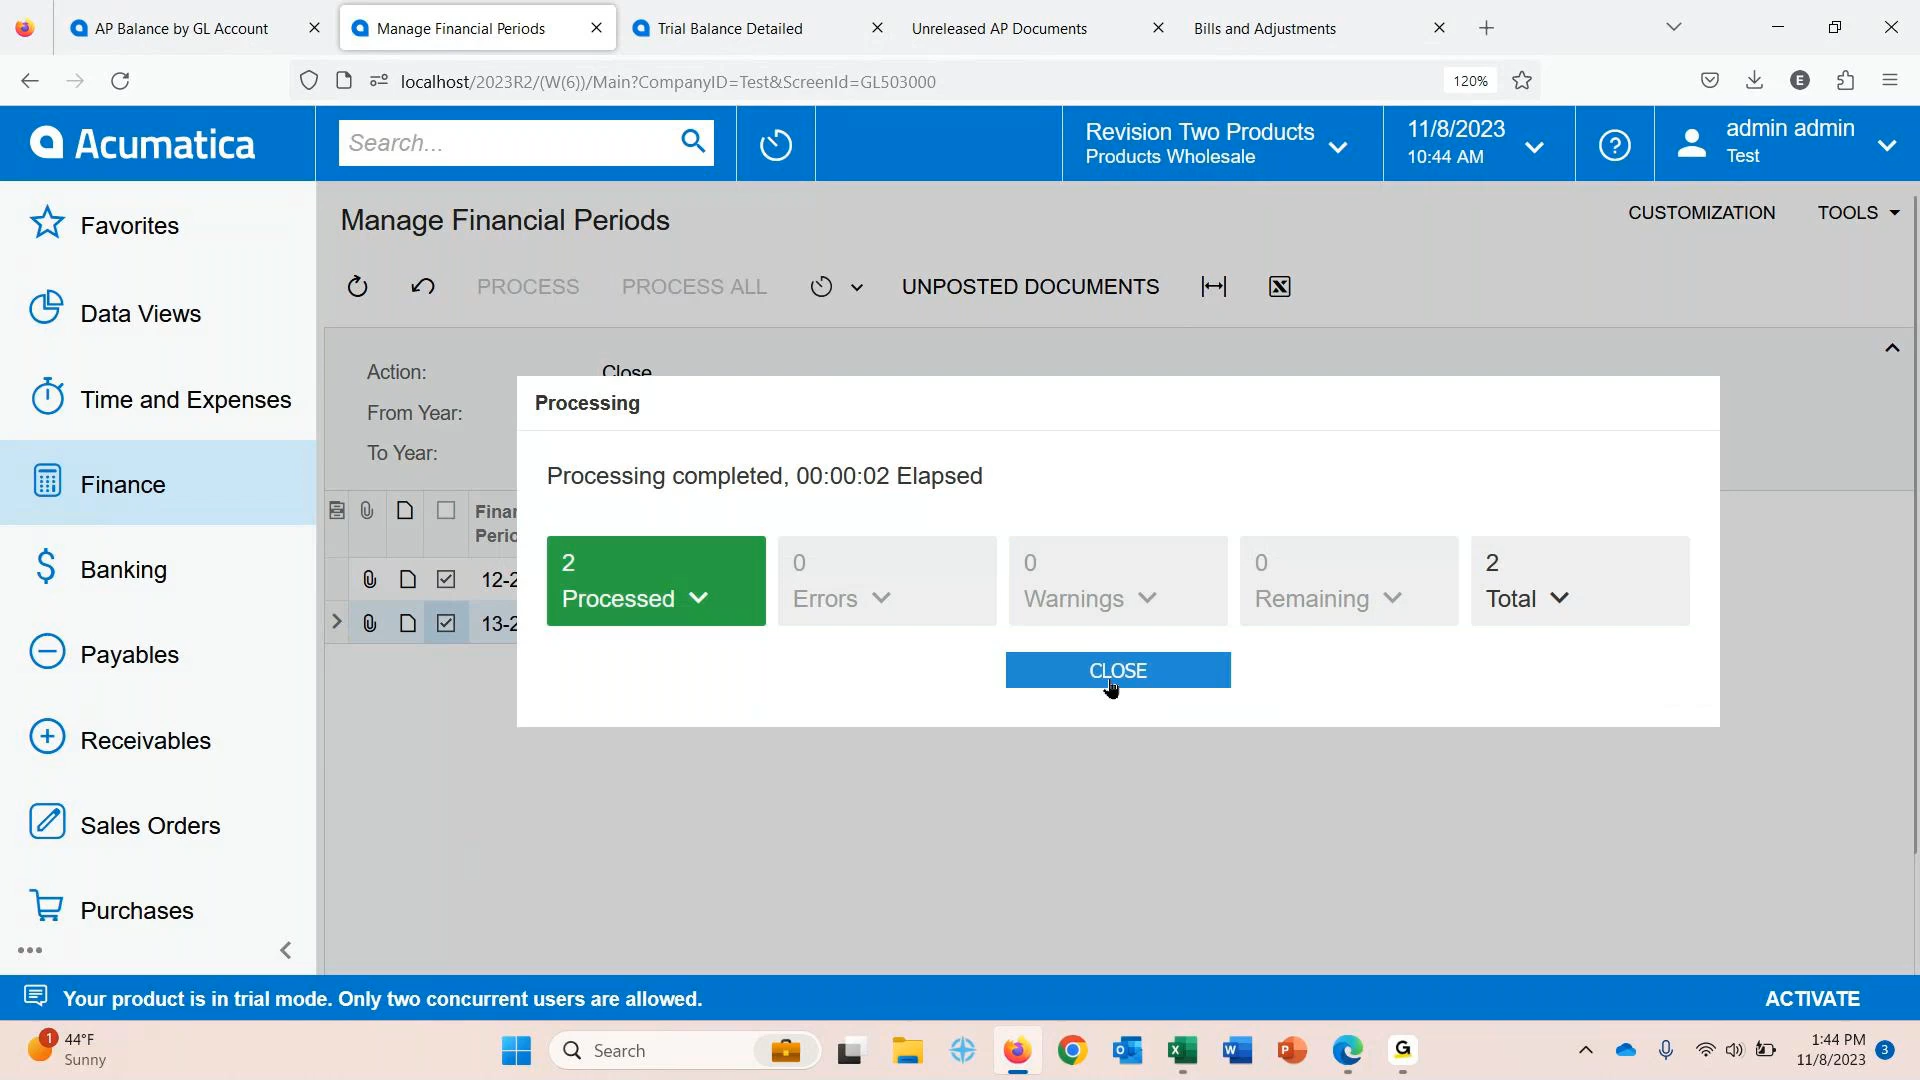 AP Balance by GL Account
Manage Financial Periods
Trial Balance Detailed
Unreleased AP Documents
Bills and Adjustments
localhost/2023R2/(W(6))/Main?CompanyID=Test&ScreenId=GL503000
120%
E
Acumatica
Search...
Revision Two Products
Products Wholesale
11/8/2023
10:44 AM
admin admin
Test
Favorites
Data Views
Time and Expenses
Finance
Banking
Payables
Receivables
Sales Orders
Purchases
Manage Financial Periods
CUSTOMIZATION
TOOLS
PROCESS
PROCESS ALL
UNPOSTED DOCUMENTS
Action:
Close
From Year:
To Year:
Finan
Perio
12-2
13-2
Processing
Processing completed, 00:00:02 Elapsed
2
Processed
0
Errors
0
Warnings
0
Remaining
2
Total
CLOSE
Your product is in trial mode. Only two concurrent users are allowed.
ACTIVATE
1
44°F
Sunny
Search
G
1:44 PM
11/8/2023
3